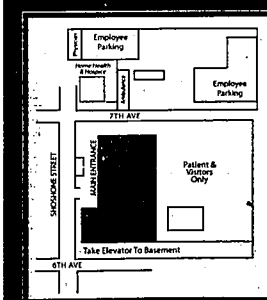 Physicians
Employee
Parking
Home Health
& Hospice
Ambulance
Employee
Parking
7TH AVE
SHOSHONE STREET
MAIN ENTRANCE
Patient &
Visitors
Only
- Take Elevator To Basement
6TH AVE